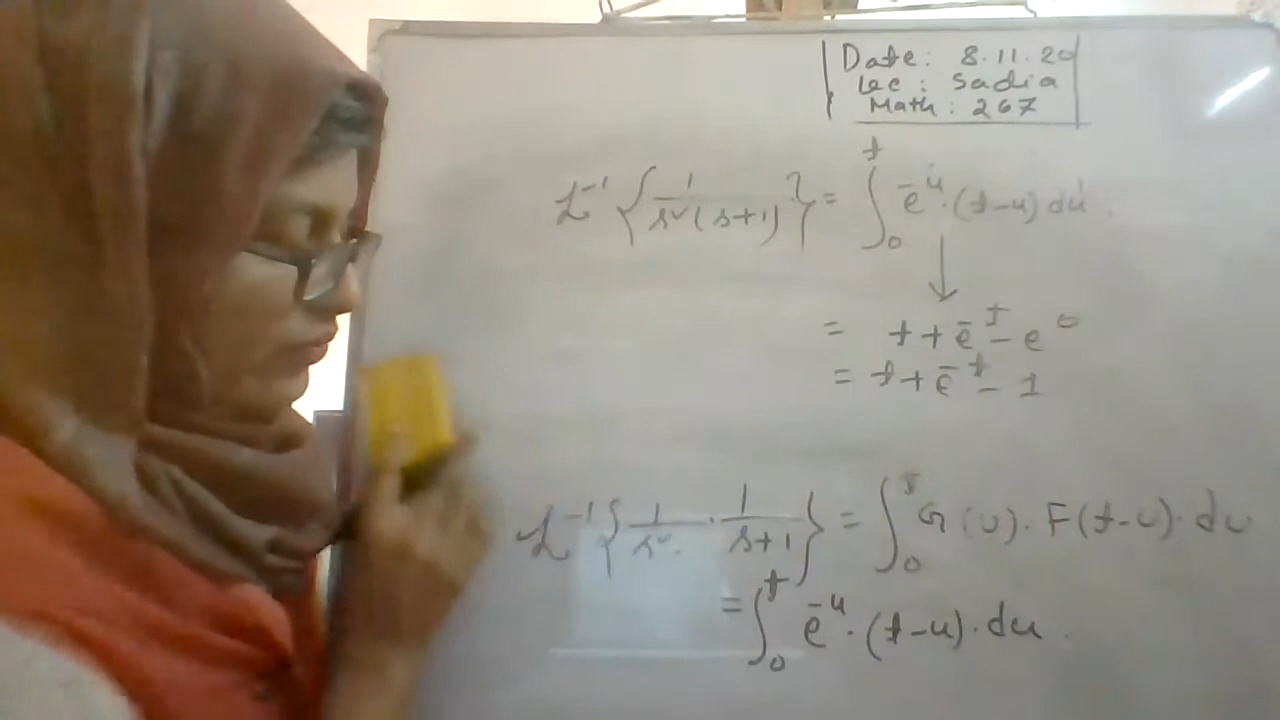 Date: 8.11.20
Lec: Sadia
Math: 267
ℒ⁻¹{1/s²(s+1)} = ∫₀ᵗ e⁻ᵘ·(t-u) du.
= t + e⁻ᵗ - e⁰
= t + e⁻ᵗ - 1
ℒ⁻¹{1/s² · 1/s+1} = ∫₀ᵗ G(u)·F(t-u)·du
= ∫₀ᵗ e⁻ᵘ·(t-u)·du.